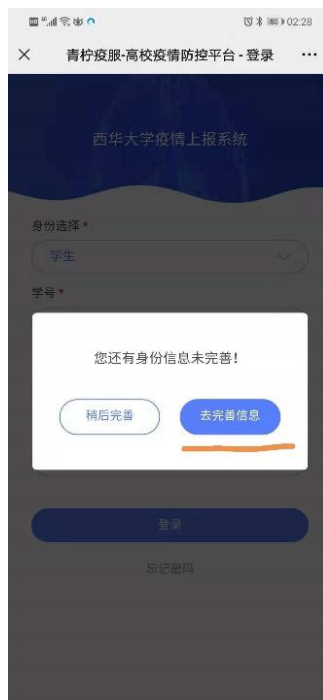 02:28
青柠疫服-高校疫情防控平台 - 登录
西华大学疫情上报系统
身份选择 *
学生
学号 *
您还有身份信息未完善！
稍后完善
去完善信息
登录
忘记密码